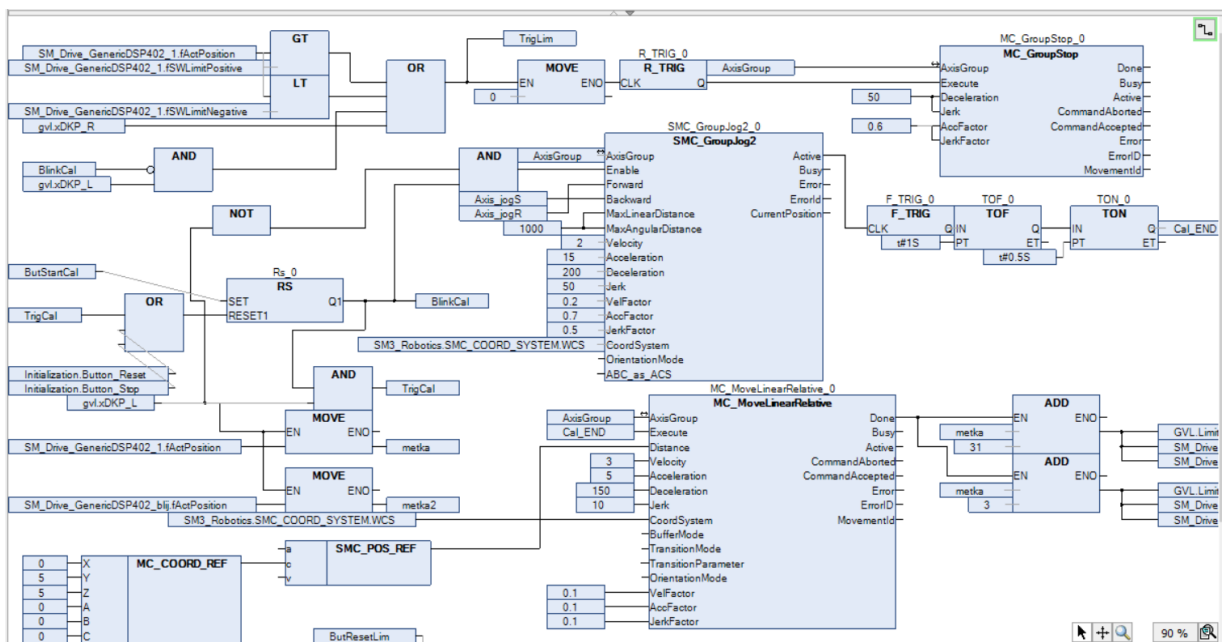 GT
TrigLim
R_TRIG_0
MC_GroupStop_0
SM_Drive_GenericDSP402_1.fActPosition
OR
MOVE
R_TRIG
AxisGroup
MC_GroupStop
SM_Drive_GenericDSP402_1.fSWLimitPositive
EN ENO
CLK Q
AxisGroup Done
LT
Execute Busy
0
50
Deceleration Active
SM_Drive_GenericDSP402_1.fSWLimitNegative
Jerk CommandAborted
gvl.xDKP_R
0.6
AccFactor CommandAccepted
SMC_GroupJog2_0
JerkFactor Error
SMC_GroupJog2
ErrorID
AND
AND
AxisGroup
AxisGroup Active
MovementId
BlinkCal
Enable Busy
gvl.xDKP_L
Forward Error
Axis_jogS
Backward ErrorId
F_TRIG_0
TOF_0
TON_0
Axis_jogR
MaxLinearDistance CurrentPosition
F_TRIG
TOF
TON
NOT
1000
MaxAngularDistance
CLK Q
IN Q
IN Q
Cal_END
2
Velocity
t#1S
PT ET
PT ET
15
Acceleration
t#0.5S
ButStartCal
Rs_0
200
Deceleration
RS
50
Jerk
OR
SET Q1
BlinkCal
0.2
VelFactor
TrigCal
RESET1
0.7
AccFactor
0.5
JerkFactor
SM3_Robotics.SMC_COORD_SYSTEM.WCS
CoordSystem
OrientationMode
Initialization.Button_Reset
AND
ABC_as_ACS
Initialization.Button_Stop
TrigCal
MC_MoveLinearRelative_0
gvl.xDKP_L
MC_MoveLinearRelative
ADD
MOVE
AxisGroup
AxisGroup Done
EN ENO
EN ENO
Cal_END
Execute Busy
metka
GVL.Limit
SM_Drive_GenericDSP402_1.fActPosition
metka
Distance Active
31
SM_Drive
3
Velocity CommandAborted
ADD
SM_Drive
MOVE
5
Acceleration CommandAccepted
EN ENO
EN ENO
150
Deceleration Error
metka
GVL.Limit
SM_Drive_GenericDSP402_blij.fActPosition
metka2
10
Jerk ErrorID
3
SM_Drive
SM3_Robotics.SMC_COORD_SYSTEM.WCS
CoordSystem MovementId
SM_Drive
BufferMode
SMC_POS_REF
a
TransitionMode
0
X
MC_COORD_REF
c
TransitionParameter
5
Y
v
OrientationMode
5
Z
0.1
VelFactor
0
A
0.1
AccFactor
0
B
0.1
JerkFactor
0
C
ButResetLim
90 %